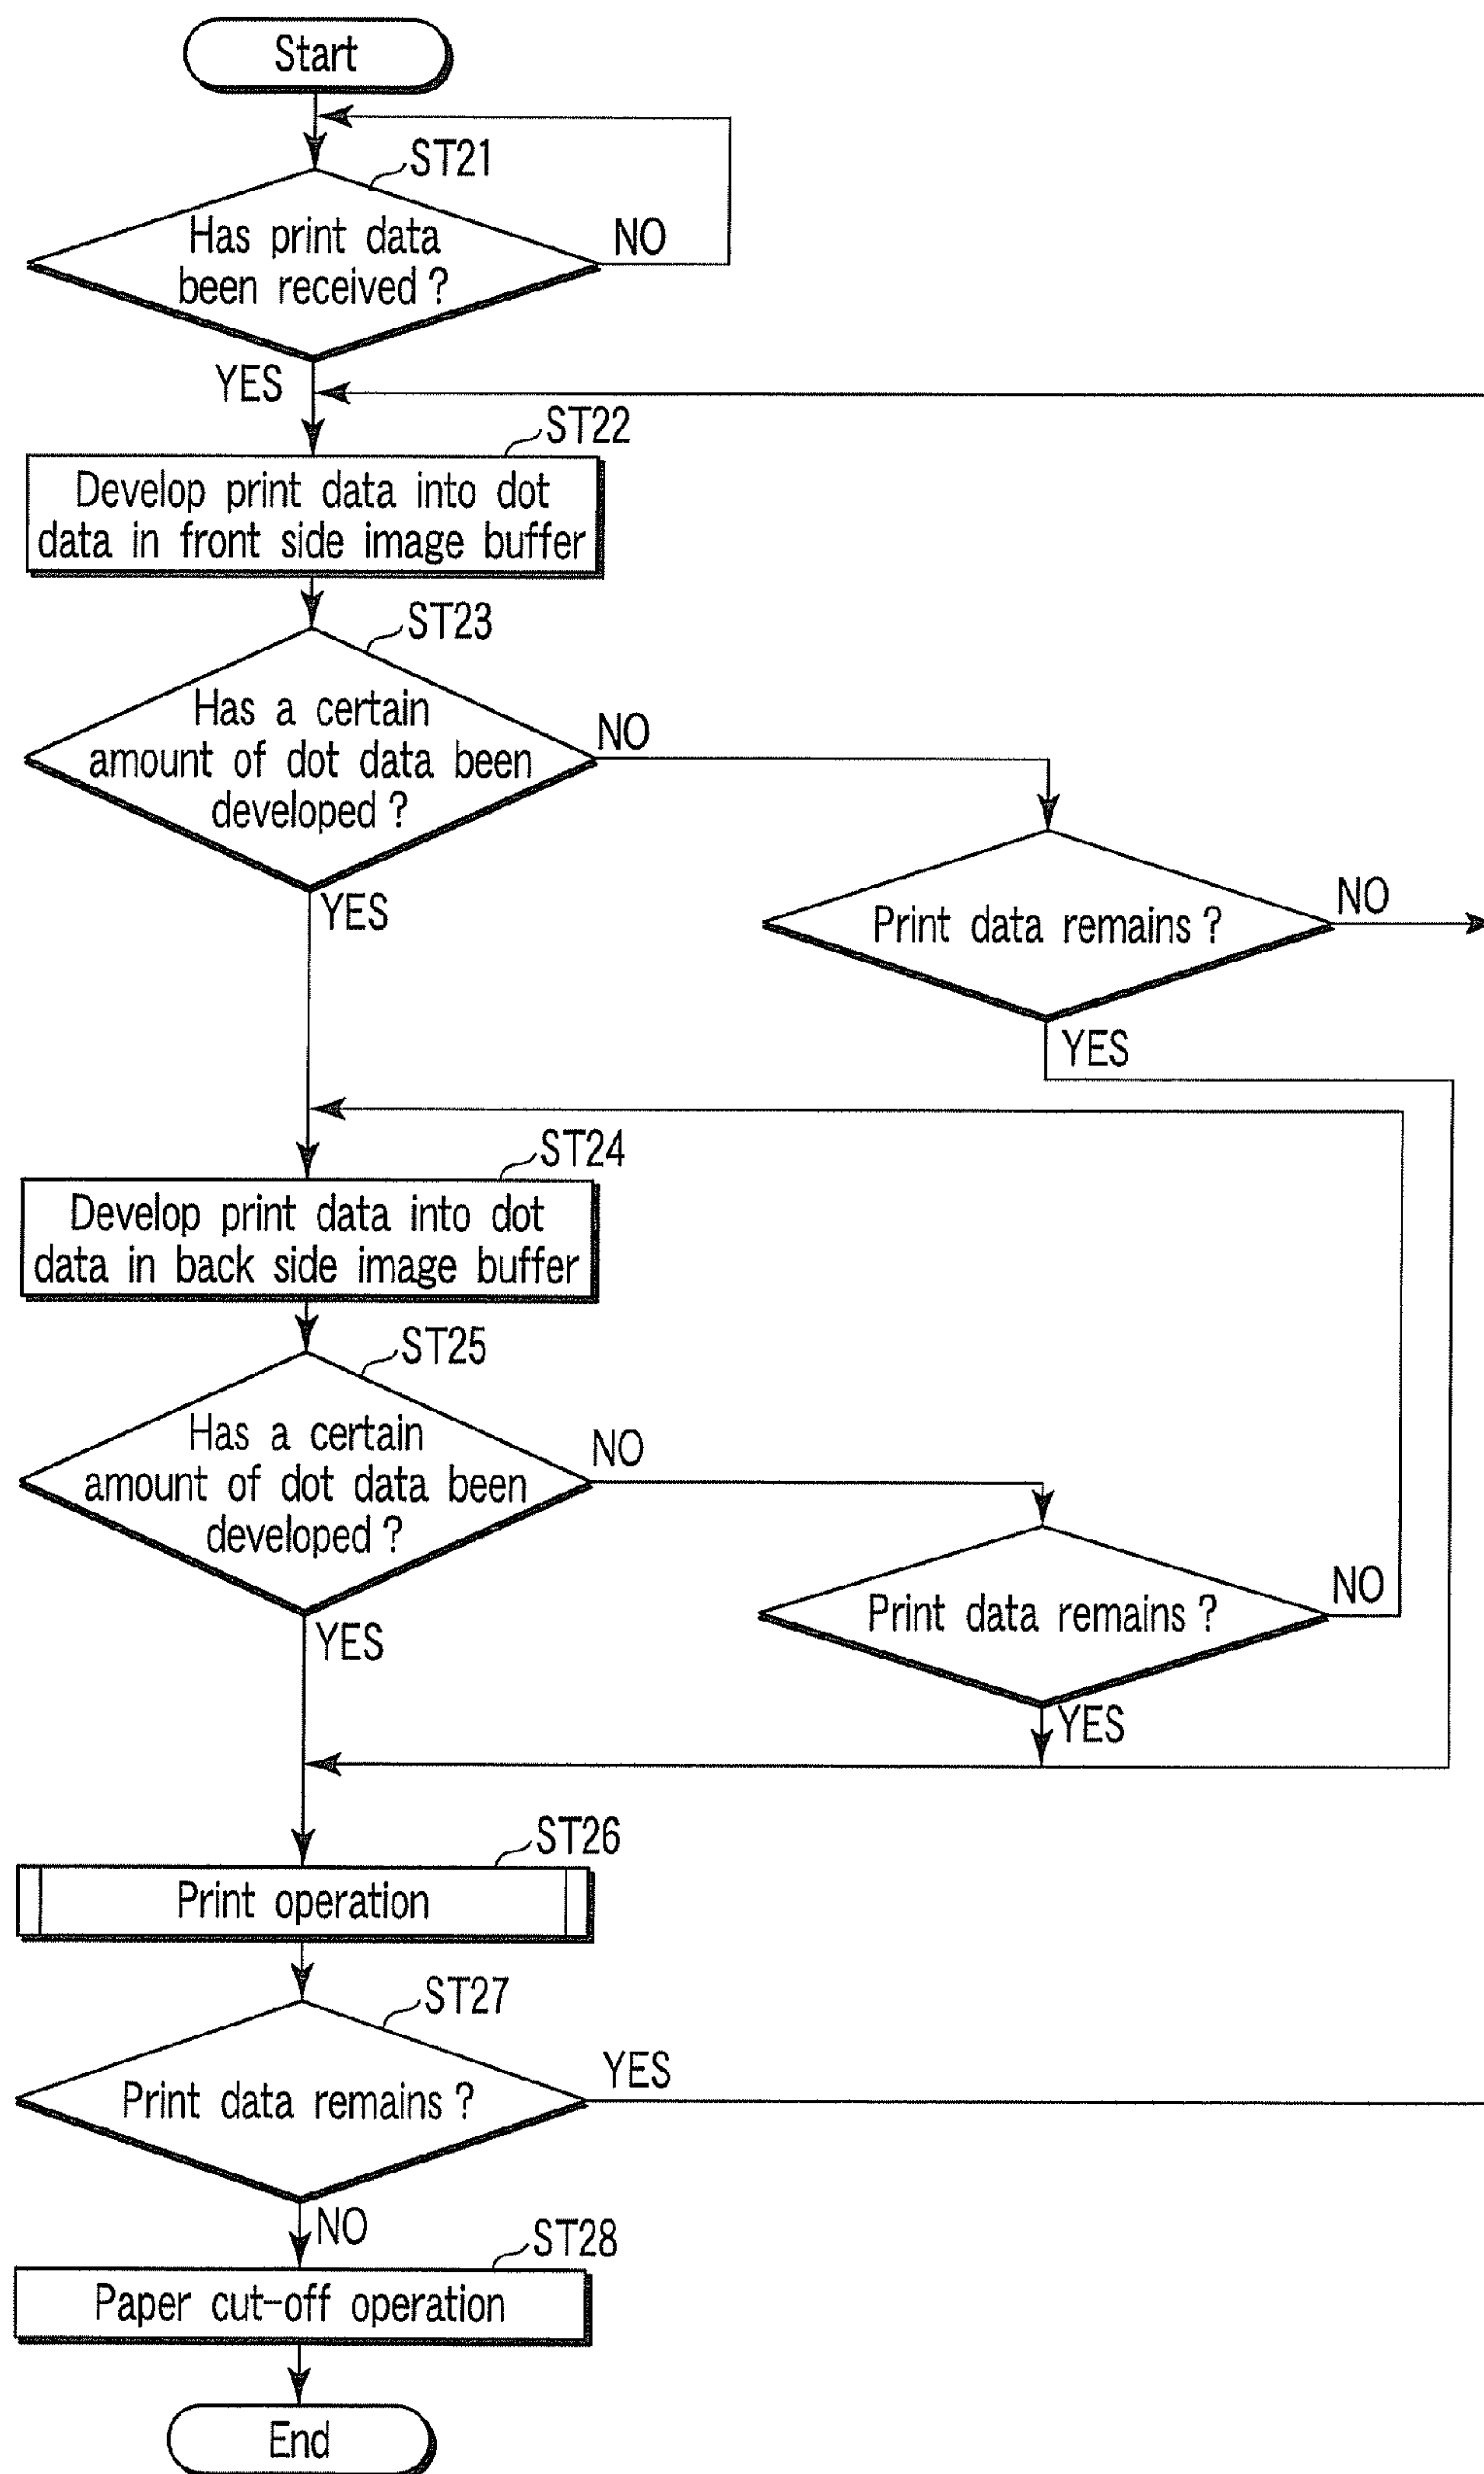 Start
ST21
Has print data
been received ?
NO
YES
ST22
Develop print data into dot
data in front side image buffer
ST23
Has a certain
amount of dot data been
developed ?
NO
YES
Print data remains ?
NO
YES
ST24
Develop print data into dot
data in back side image buffer
ST25
Has a certain
amount of dot data been
developed ?
NO
YES
Print data remains ?
NO
YES
ST26
Print operation
ST27
Print data remains ?
YES
NO
ST28
Paper cut-off operation
End